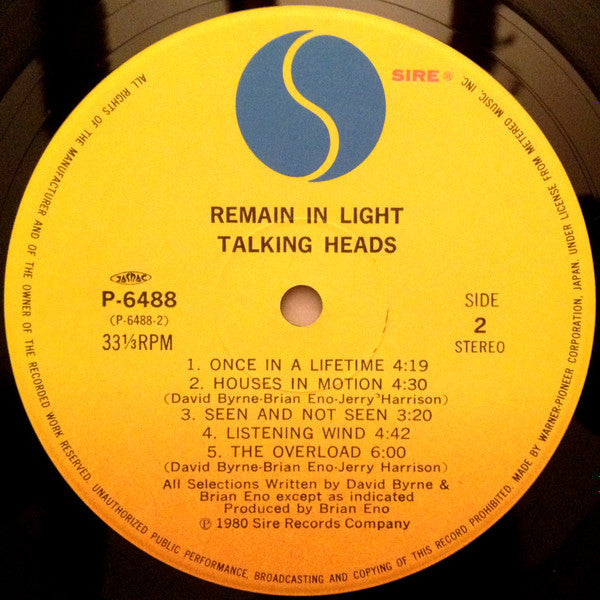 SIRE®
REMAIN IN LIGHT
TALKING HEADS
JASRAC
P-6488
(P-6488-2)
33⅓RPM
SIDE
2
STEREO
1. ONCE IN A LIFETIME 4:19
2. HOUSES IN MOTION 4:30
(David Byrne-Brian Eno-Jerry Harrison)
3. SEEN AND NOT SEEN 3:20
4. LISTENING WIND 4:42
5. THE OVERLOAD 6:00
(David Byrne-Brian Eno-Jerry Harrison)
All Selections Written by David Byrne &
Brian Eno except as indicated
Produced by Brian Eno
℗ 1980 Sire Records Company
ALL RIGHTS OF THE MANUFACTURER AND OF THE OWNER OF THE RECORDED WORK RESERVED. UNAUTHORIZED PUBLIC PERFORMANCE, BROADCASTING AND COPYING OF THIS RECORD PROHIBITED. MADE BY WARNER-PIONEER CORPORATION, JAPAN. UNDER LICENSE FROM METERED MUSIC, INC.